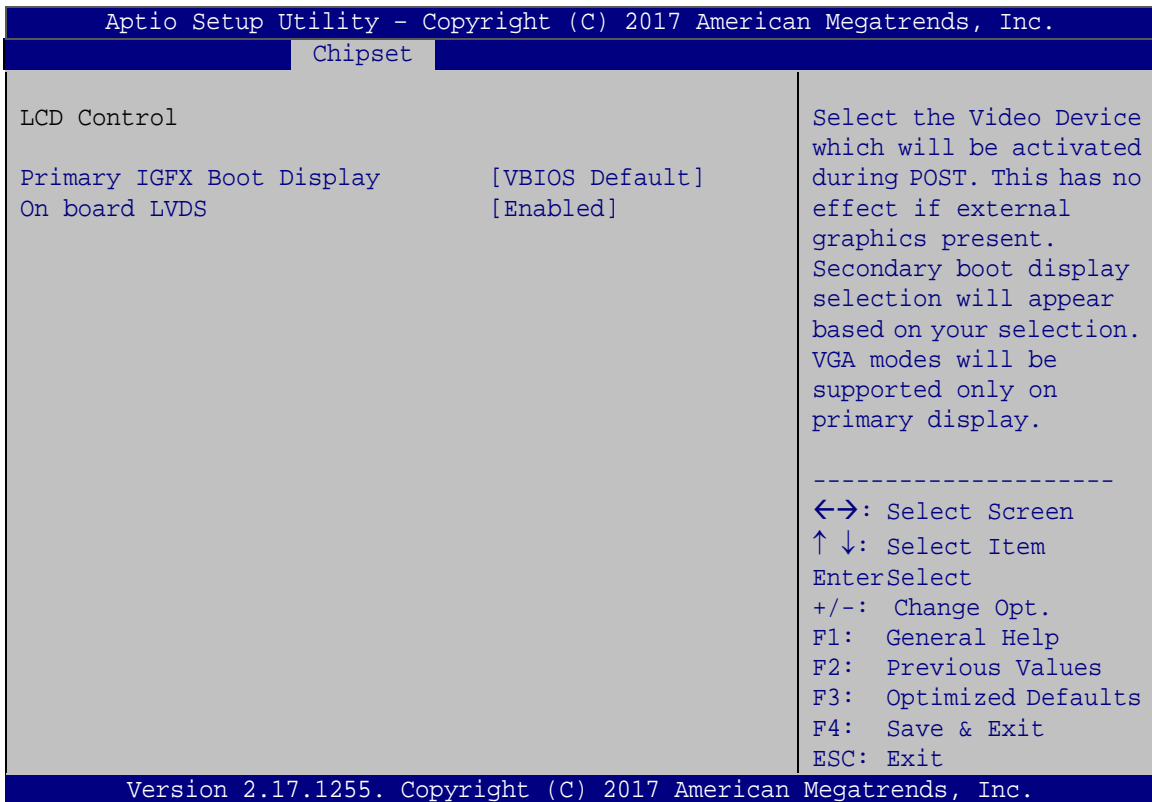 Aptio Setup Utility – Copyright (C) 2017 American Megatrends, Inc.
Chipset
LCD Control
Primary IGFX Boot Display [VBIOS Default]
On board LVDS [Enabled]
Select the Video Device
which will be activated
during POST. This has no
effect if external
graphics present.
Secondary boot display
selection will appear
based on your selection.
VGA modes will be
supported only on
primary display.
----------------------
←→: Select Screen
↑ ↓: Select Item
EnterSelect
+/-: Change Opt.
F1: General Help
F2: Previous Values
F3: Optimized Defaults
F4: Save & Exit
ESC: Exit
Version 2.17.1255. Copyright (C) 2017 American Megatrends, Inc.